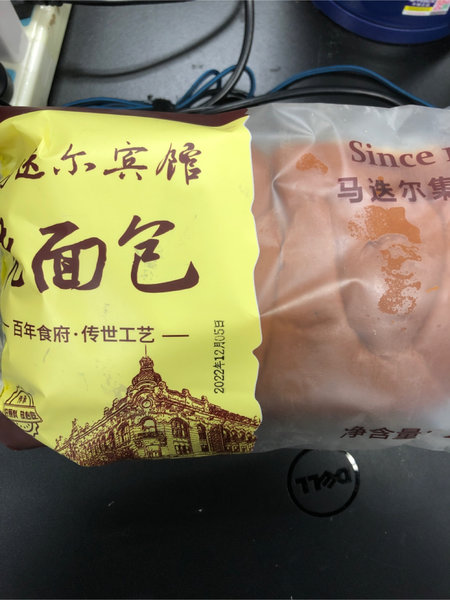 迭尔宾馆
面包
百年食府·传世工艺
2022年12月05日
Since
马迭尔集
净含量:
DELL